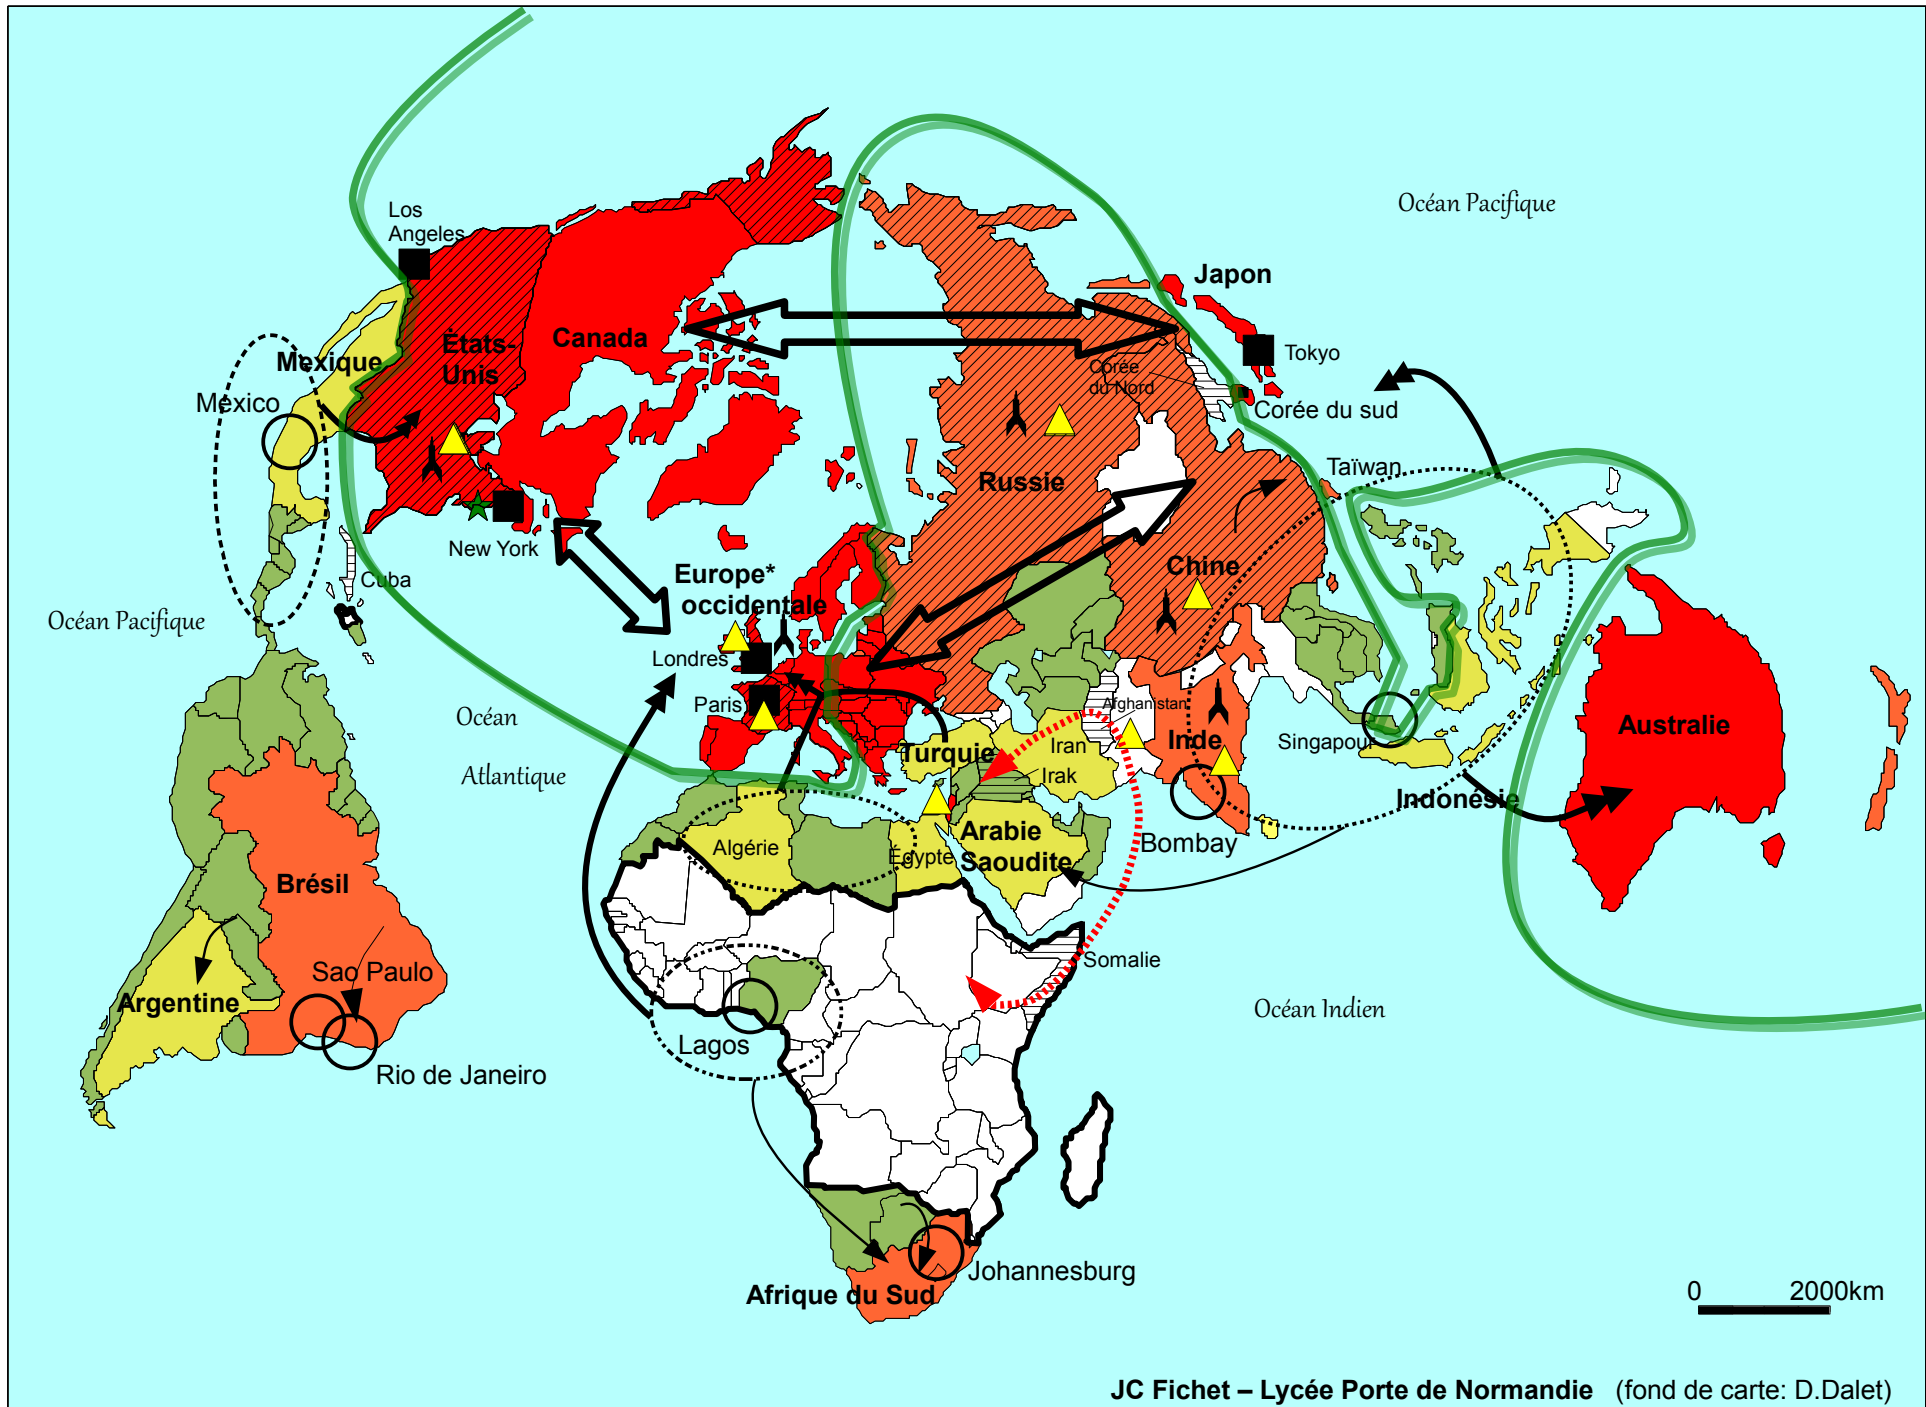 Océan Pacifique
Los
Angeles
Japon
Canada
États-
Unis
Mexique
Tokyo
Corée
du Nord
Mexico
Corée du sud
Taïwan
Russie
New York
Cuba
Europe*
occidentale
Chine
Océan Pacifique
Londres
Paris
Océan
Atlantique
Afghanistan
Turquie
Iran
Irak
Inde
Singapour
Australie
Indonésie
Bombay
Arabie
Saoudite
Algérie
Égypte
Brésil
Somalie
Sao Paulo
Argentine
Océan Indien
Lagos
Rio de Janeiro
Johannesburg
Afrique du Sud
0 2000km
JC Fichet – Lycée Porte de Normandie (fond de carte: D.Dalet)